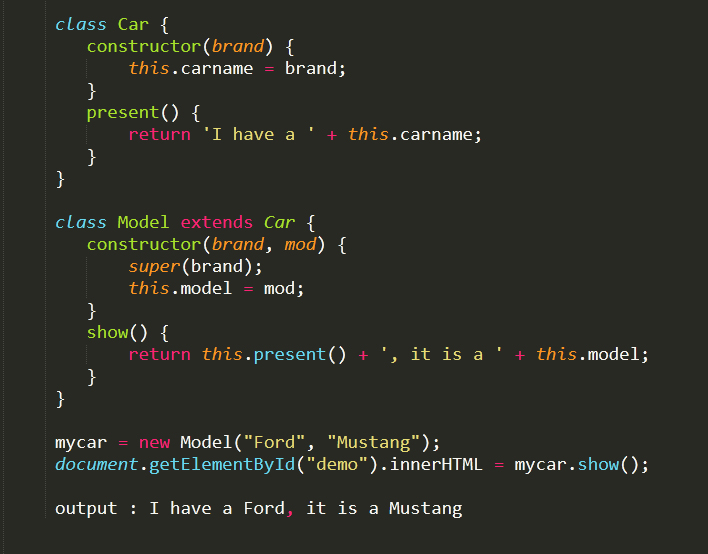 class Car {
   constructor(brand) {
       this.carname = brand;
   }
   present() {
       return 'I have a ' + this.carname;
   }
}

class Model extends Car {
   constructor(brand, mod) {
       super(brand);
       this.model = mod;
   }
   show() {
       return this.present() + ', it is a ' + this.model;
   }
}

mycar = new Model("Ford", "Mustang");
document.getElementById("demo").innerHTML = mycar.show();

output : I have a Ford, it is a Mustang